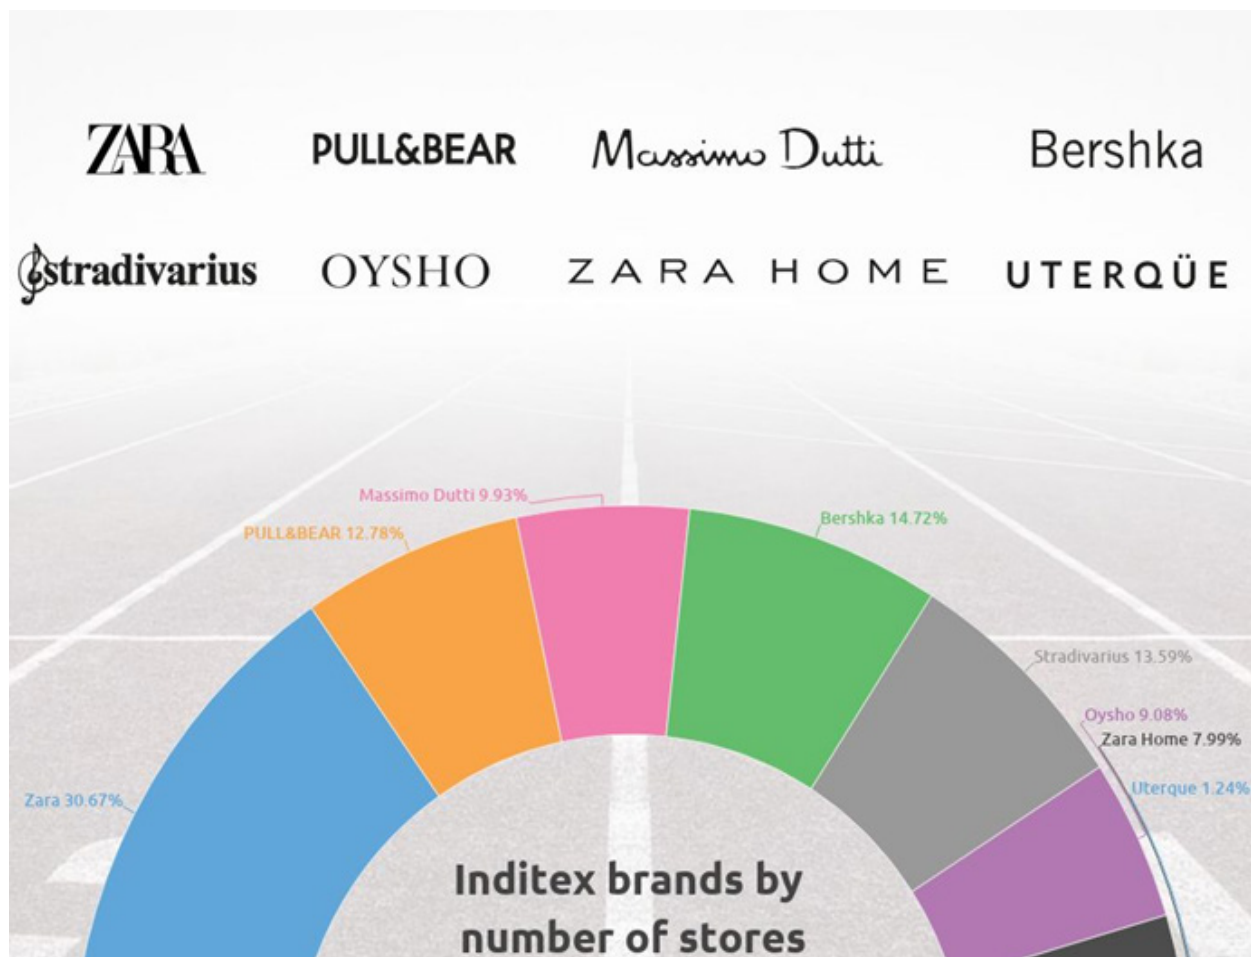 ZARA PULL&BEAR Massimo Dutti Bershka
stradivarius OYSHO ZARA HOME UTERQÜE
Massimo Dutti 9.93%
Bershka 14.72%
PULL&BEAR 12.78%
Stradivarius 13.59%
Oysho 9.08%
Zara Home 7.99%
Uterque 1.24%
Zara 30.67%
Inditex brands by
number of stores